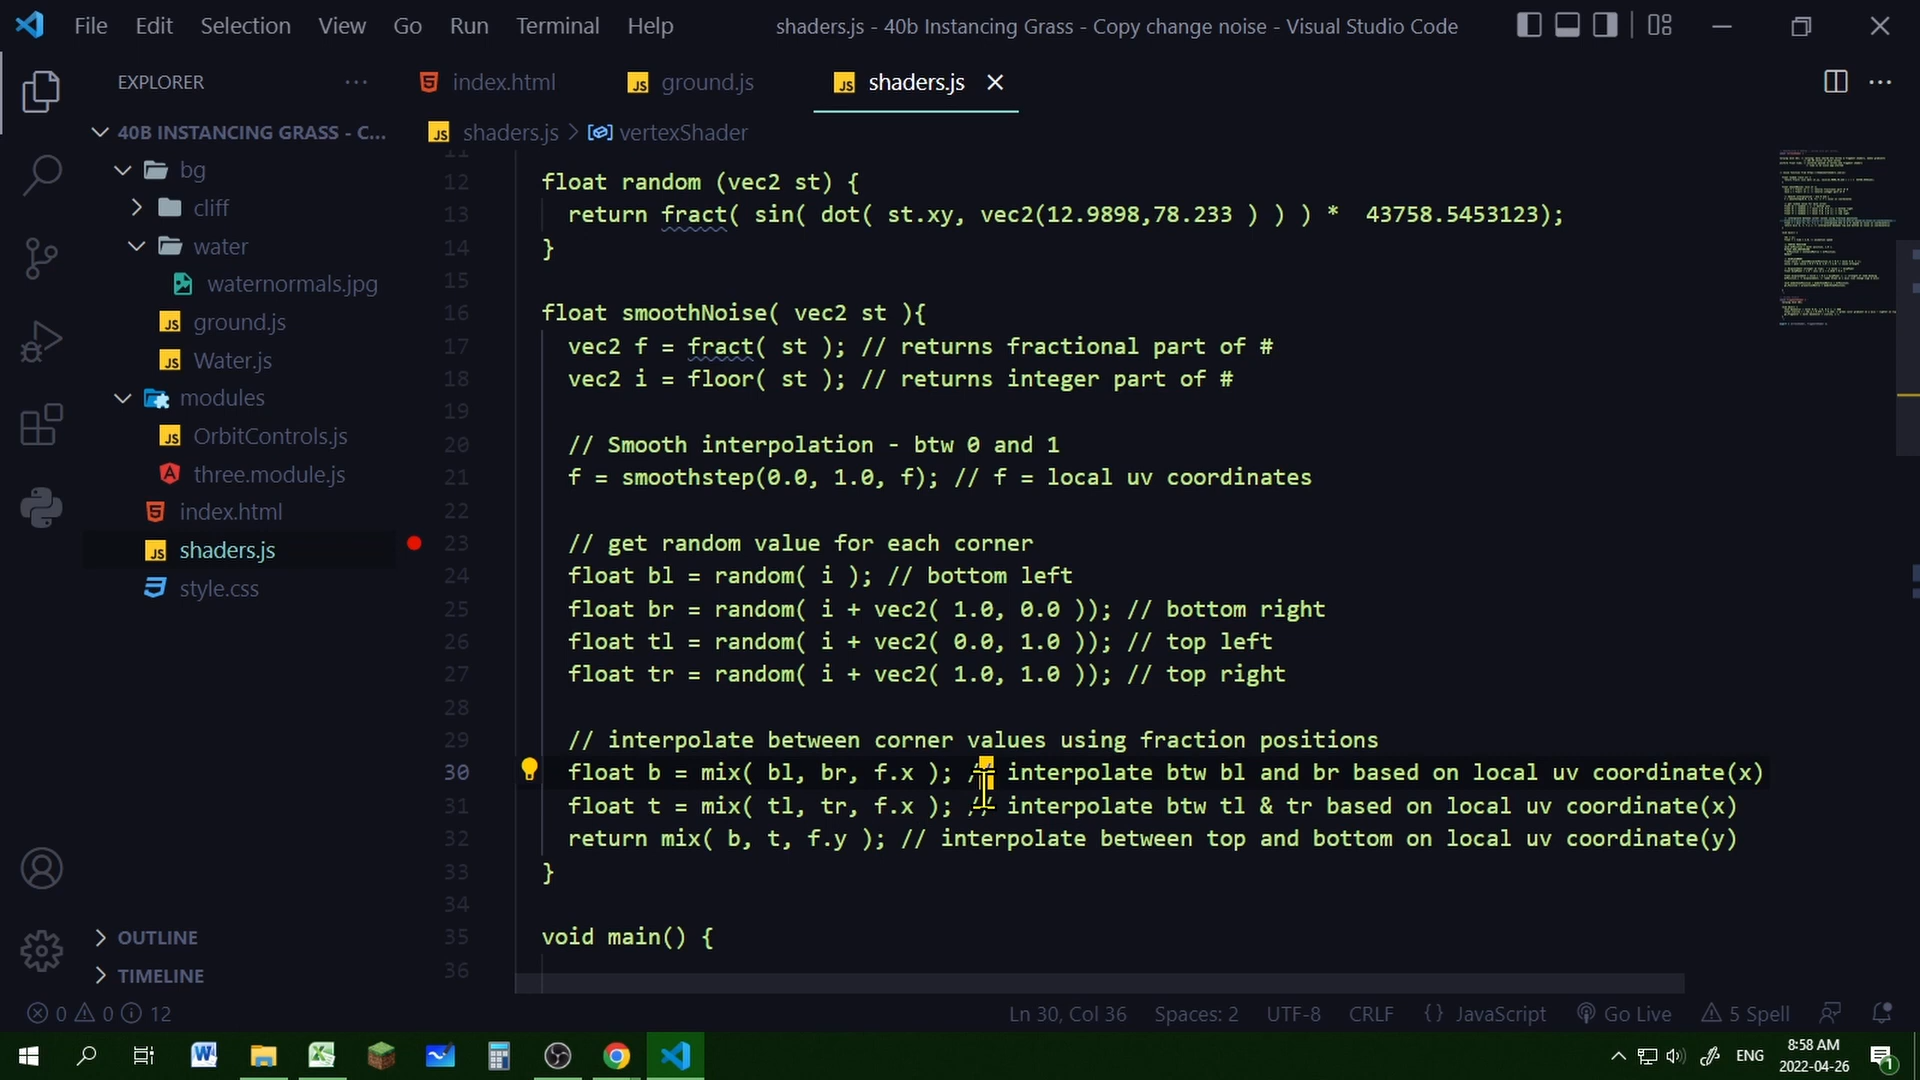 File Edit Selection View Go Run Terminal Help shaders.js - 40b Instancing Grass - Copy change noise - Visual Studio Code
EXPLORER
40B INSTANCING GRASS - C...
bg
cliff
water
waternormals.jpg
ground.js
Water.js
modules
OrbitControls.js
three.module.js
index.html
shaders.js
style.css
OUTLINE
TIMELINE
index.html ground.js shaders.js
shaders.js > vertexShader
11
12 float random (vec2 st) {
13 return fract( sin( dot( st.xy, vec2(12.9898,78.233 ) ) ) * 43758.5453123);
14 }
15
16 float smoothNoise( vec2 st ){
17 vec2 f = fract( st ); // returns fractional part of #
18 vec2 i = floor( st ); // returns integer part of #
19
20 // Smooth interpolation - btw 0 and 1
21 f = smoothstep(0.0, 1.0, f); // f = local uv coordinates
22
23 // get random value for each corner
24 float bl = random( i ); // bottom left
25 float br = random( i + vec2( 1.0, 0.0 )); // bottom right
26 float tl = random( i + vec2( 0.0, 1.0 )); // top left
27 float tr = random( i + vec2( 1.0, 1.0 )); // top right
28
29 // interpolate between corner values using fraction positions
30 float b = mix( bl, br, f.x ); // interpolate btw bl and br based on local uv coordinate(x)
31 float t = mix( tl, tr, f.x ); // interpolate btw tl & tr based on local uv coordinate(x)
32 return mix( b, t, f.y ); // interpolate between top and bottom on local uv coordinate(y)
33 }
34
35 void main() {
36
0 0 12 Ln 30, Col 36 Spaces: 2 UTF-8 CRLF {} JavaScript Go Live 5 Spell
ENG 8:58 AM
2022-04-26 1